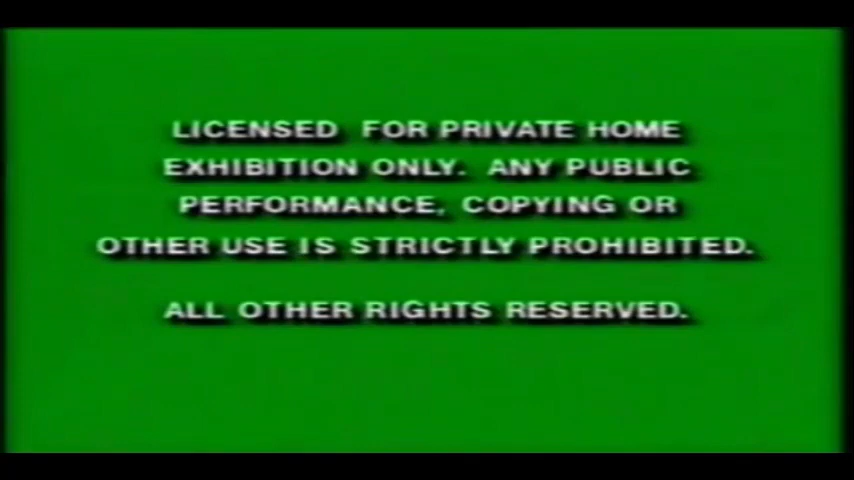 LICENSED FOR PRIVATE HOME
EXHIBITION ONLY. ANY PUBLIC
PERFORMANCE, COPYING OR
OTHER USE IS STRICTLY PROHIBITED.
ALL OTHER RIGHTS RESERVED.